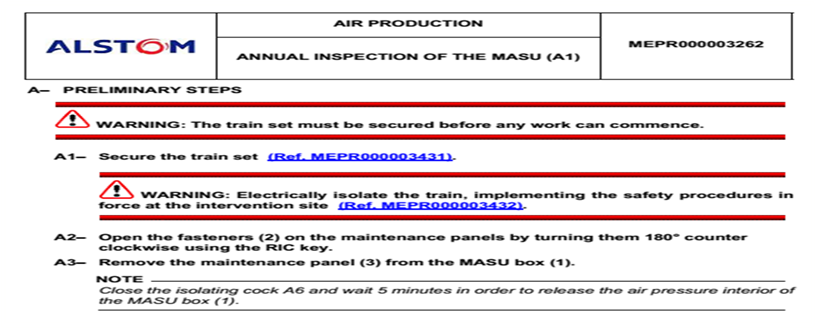 ALSTOM
AIR PRODUCTION
ANNUAL INSPECTION OF THE MASU (A1)
MEPR000003262
A– PRELIMINARY STEPS
WARNING: The train set must be secured before any work can commence.
A1– Secure the train set (Ref. MEPR000003431).
WARNING: Electrically isolate the train, implementing the safety procedures in
force at the intervention site (Ref. MEPR000003432).
A2– Open the fasteners (2) on the maintenance panels by turning them 180° counter
clockwise using the RIC key.
A3– Remove the maintenance panel (3) from the MASU box (1).
NOTE
Close the isolating cock A6 and wait 5 minutes in order to release the air pressure interior of
the MASU box (1).